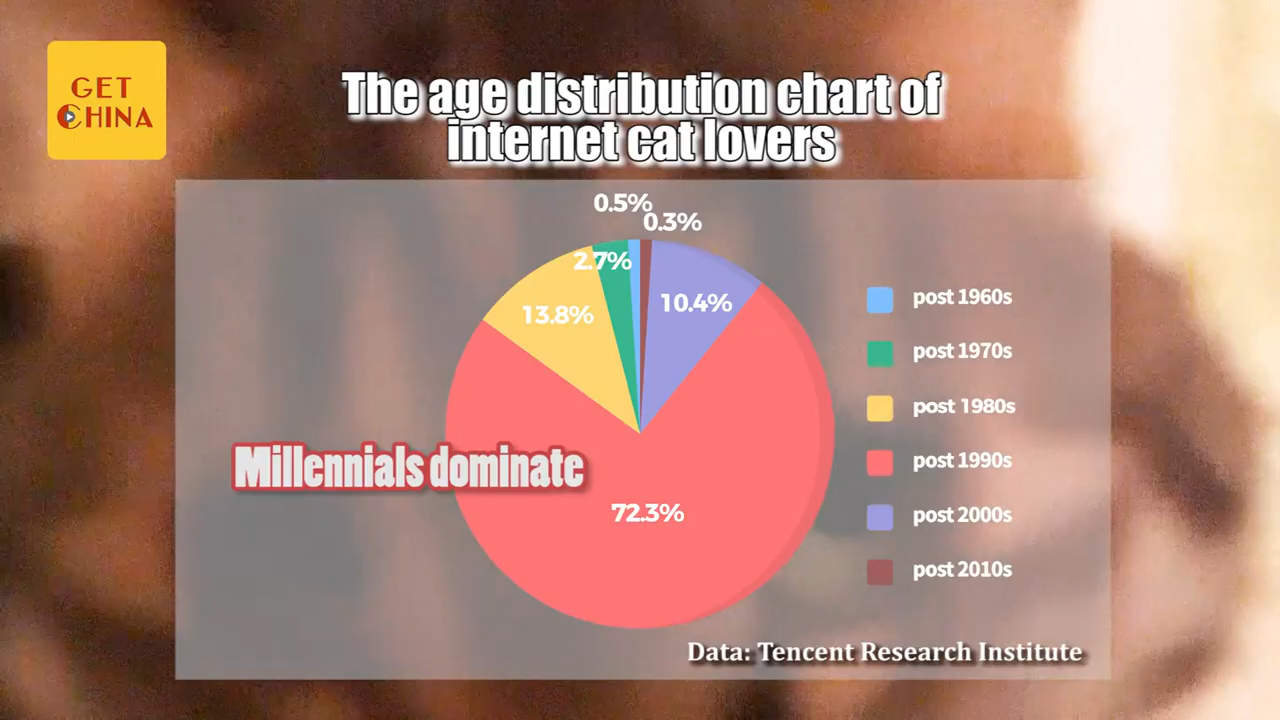 GET
CHINA
The age distribution chart of
internet cat lovers
0.5%
0.3%
2.7%
13.8%
10.4%
72.3%
Millennials dominate
post 1960s
post 1970s
post 1980s
post 1990s
post 2000s
post 2010s
Data: Tencent Research Institute